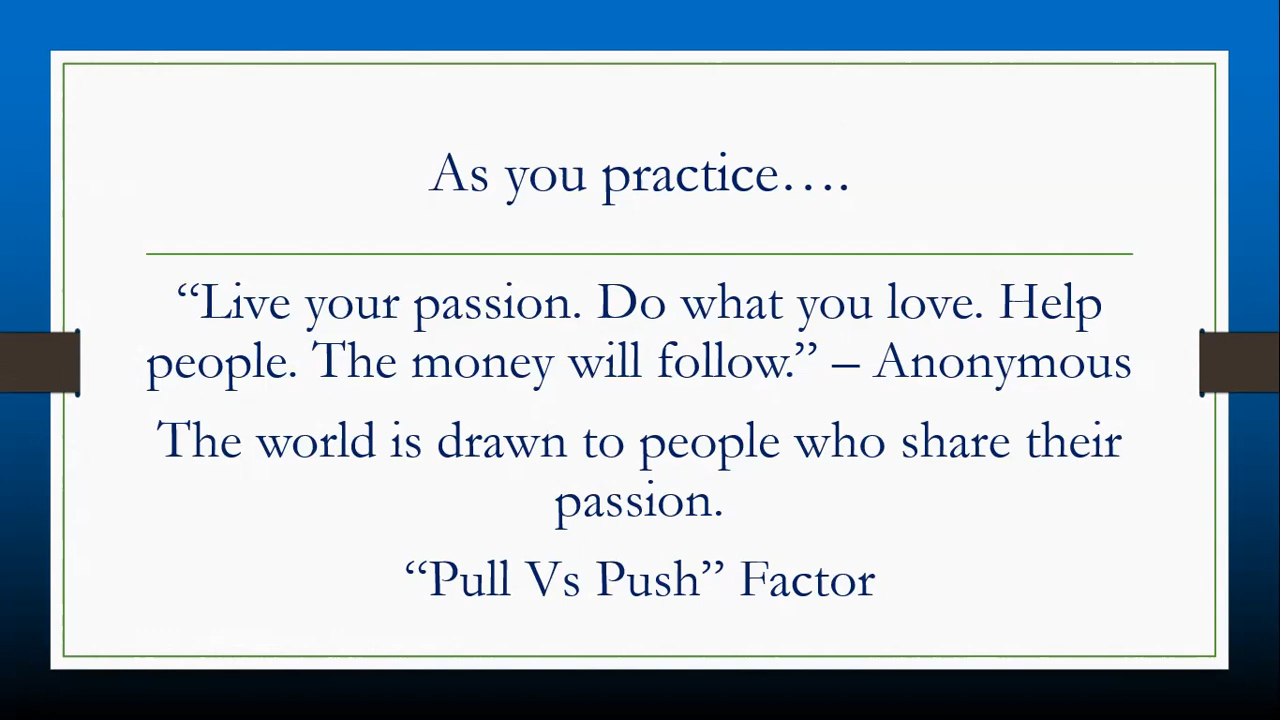 As you practice….
“Live your passion. Do what you love. Help
people. The money will follow.” – Anonymous
The world is drawn to people who share their
passion.
“Pull Vs Push” Factor